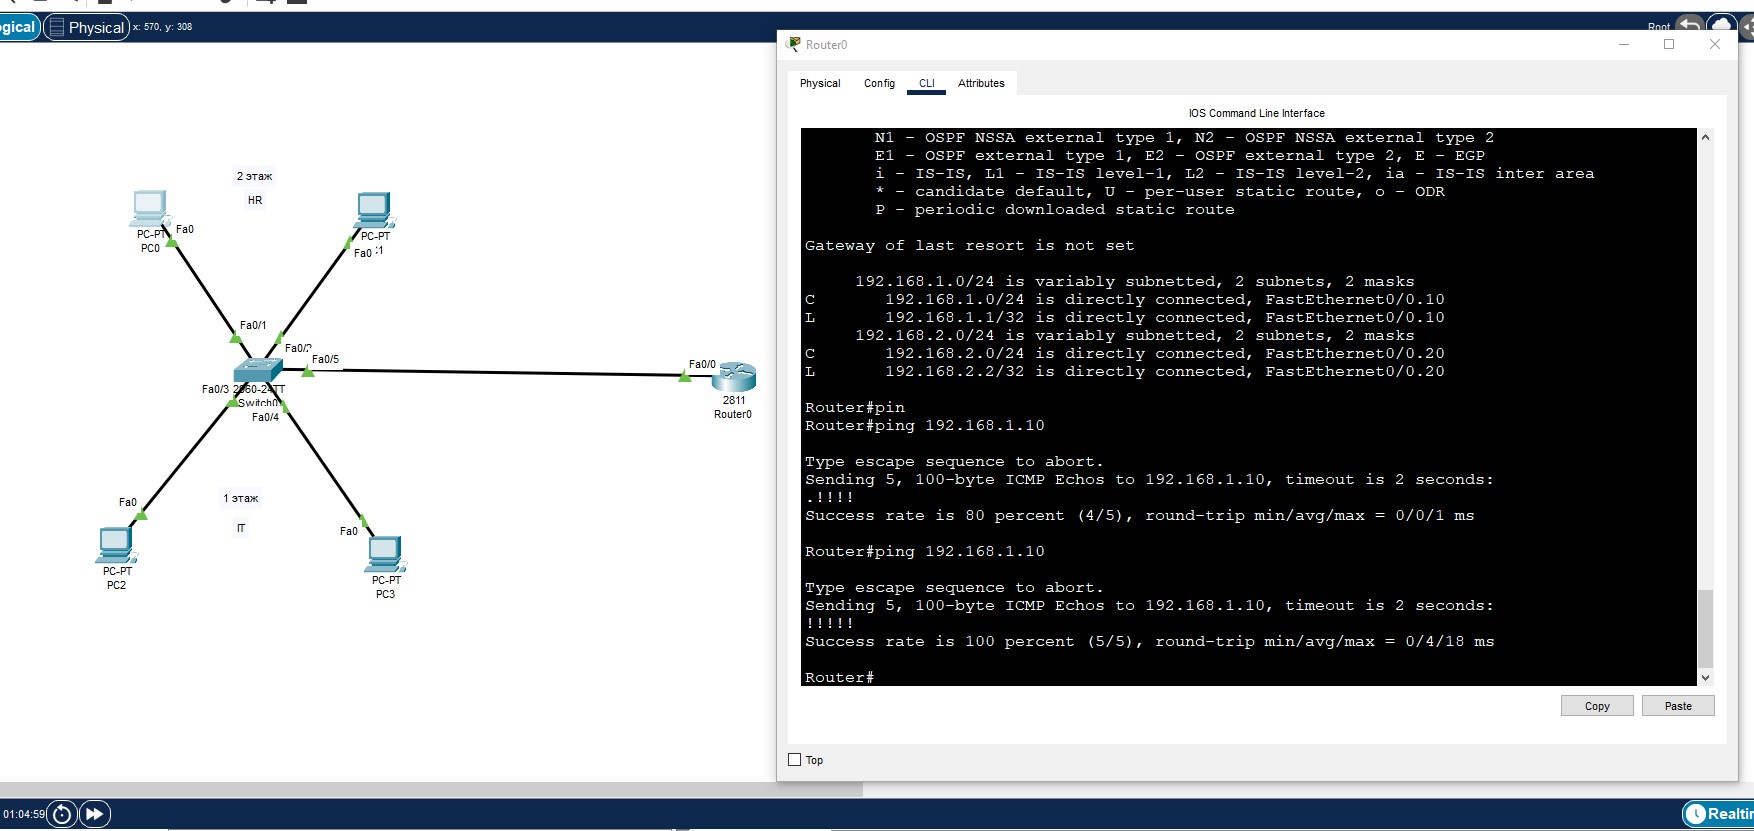 gical
Physical
x: 570, y: 308
Root
Router0
Physical
Config
CLI
Attributes
IOS Command Line Interface
N1 - OSPF NSSA external type 1, N2 - OSPF NSSA external type 2
E1 - OSPF external type 1, E2 - OSPF external type 2, E - EGP
i - IS-IS, L1 - IS-IS level-1, L2 - IS-IS level-2, ia - IS-IS inter area
* - candidate default, U - per-user static route, o - ODR
P - periodic downloaded static route
Gateway of last resort is not set
192.168.1.0/24 is variably subnetted, 2 subnets, 2 masks
C 192.168.1.0/24 is directly connected, FastEthernet0/0.10
L 192.168.1.1/32 is directly connected, FastEthernet0/0.10
192.168.2.0/24 is variably subnetted, 2 subnets, 2 masks
C 192.168.2.0/24 is directly connected, FastEthernet0/0.20
L 192.168.2.2/32 is directly connected, FastEthernet0/0.20
Router#pin
Router#ping 192.168.1.10
Type escape sequence to abort.
Sending 5, 100-byte ICMP Echos to 192.168.1.10, timeout is 2 seconds:
.!!!!
Success rate is 80 percent (4/5), round-trip min/avg/max = 0/0/1 ms
Router#ping 192.168.1.10
Type escape sequence to abort.
Sending 5, 100-byte ICMP Echos to 192.168.1.10, timeout is 2 seconds:
!!!!!
Success rate is 100 percent (5/5), round-trip min/avg/max = 0/4/18 ms
Router#
Copy
Paste
Top
2 этаж
HR
Fa0
PC-PT
PC0
PC-PT
Fa0 :1
Fa0/1
Fa0/2
Fa0/5
Fa0/3 2960-24TT
Switch0
Fa0/4
Fa0/0
2811
Router0
Fa0
1 этаж
IT
Fa0
PC-PT
PC2
PC-PT
PC3
01:04:59
Realtim